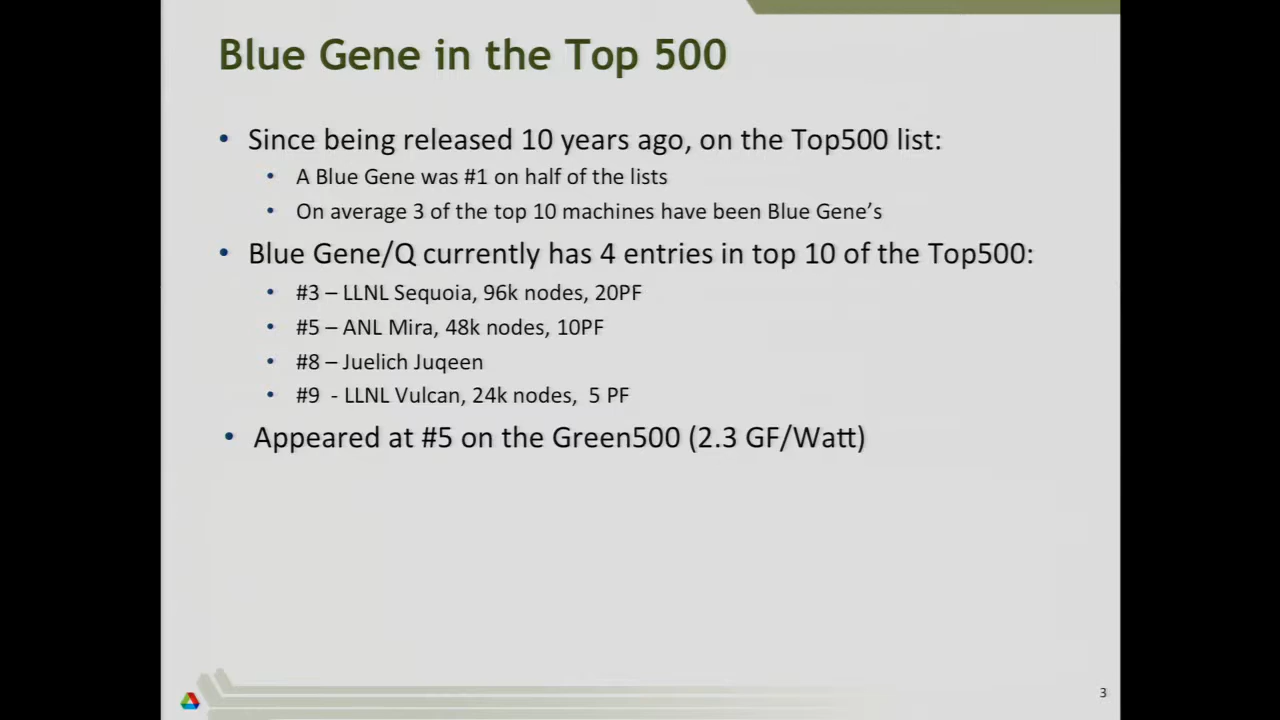 Blue Gene in the Top 500
• Since being released 10 years ago, on the Top500 list:
• A Blue Gene was #1 on half of the lists
• On average 3 of the top 10 machines have been Blue Gene’s
• Blue Gene/Q currently has 4 entries in top 10 of the Top500:
• #3 – LLNL Sequoia, 96k nodes, 20PF
• #5 – ANL Mira, 48k nodes, 10PF
• #8 – Juelich Juqeen
• #9 - LLNL Vulcan, 24k nodes, 5 PF
• Appeared at #5 on the Green500 (2.3 GF/Watt)
3